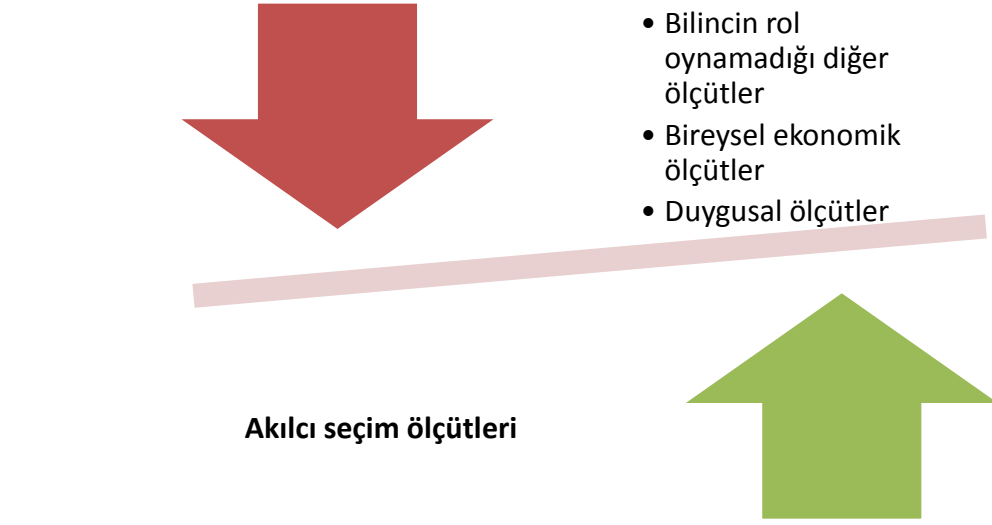 • Bilincin rol
oynamadığı diğer
ölçütler
• Bireysel ekonomik
ölçütler
• Duygusal ölçütler
Akılcı seçim ölçütleri